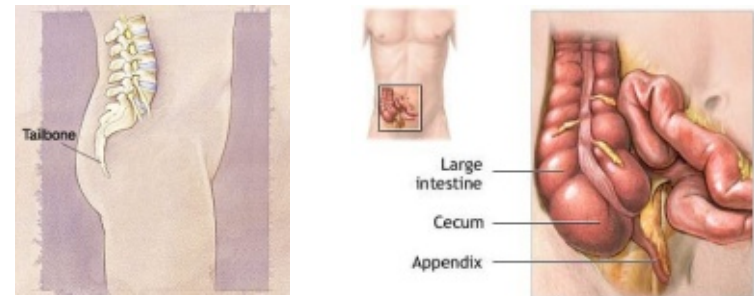 Tailbone
Large
intestine
Cecum
Appendix